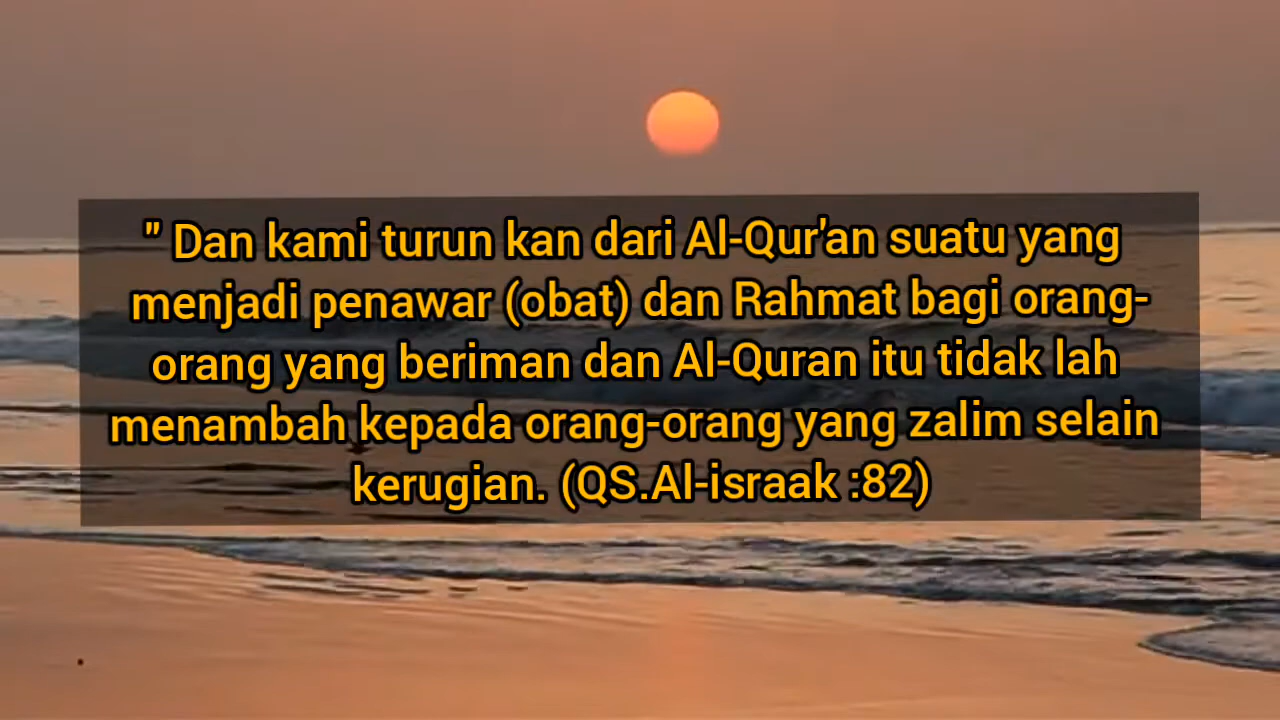 " Dan kami turun kan dari Al-Qur'an suatu yang
menjadi penawar (obat) dan Rahmat bagi orang-
orang yang beriman dan Al-Quran itu tidak lah
menambah kepada orang-orang yang zalim selain
kerugian. (QS.Al-israak :82)